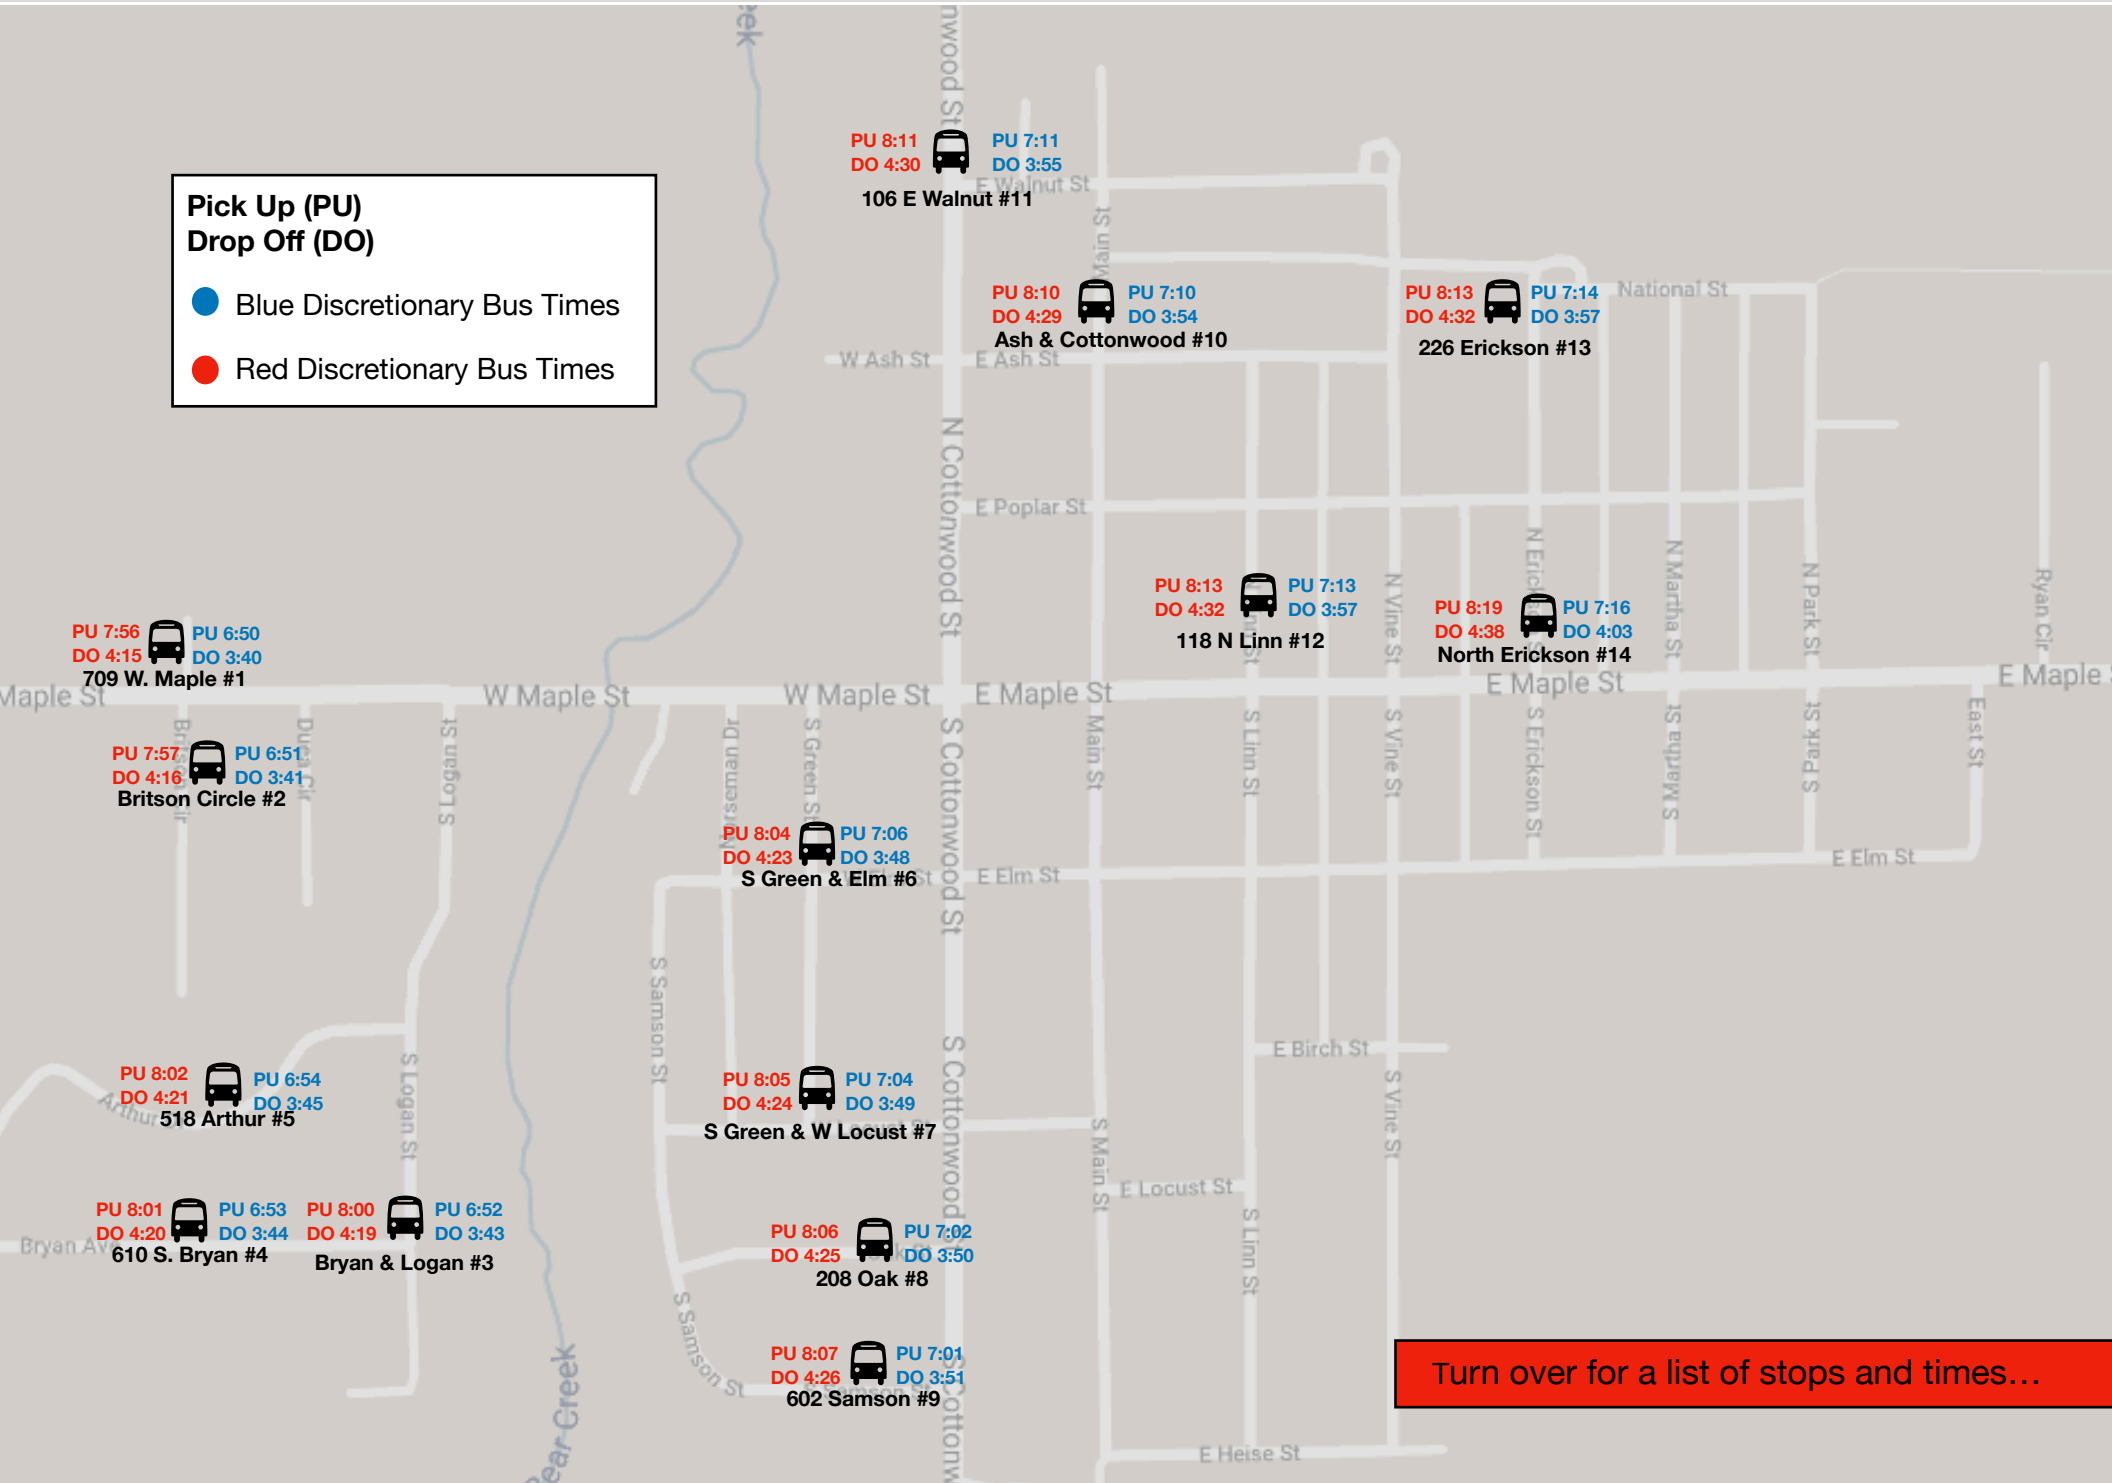 Pick Up (PU)
Drop Off (DO)
Blue Discretionary Bus Times
Red Discretionary Bus Times
PU 8:11
DO 4:30
PU 7:11
DO 3:55
106 E Walnut #11
E Walnut St
PU 8:10
DO 4:29
PU 7:10
DO 3:54
Ash & Cottonwood #10
PU 8:13
DO 4:32
PU 7:14
DO 3:57
226 Erickson #13
National St
Main St
W Ash St
E Ash St
N Cottonwood St
E Poplar St
PU 8:13
DO 4:32
PU 7:13
DO 3:57
118 N Linn #12
N Vine St
PU 8:19
DO 4:38
PU 7:16
DO 4:03
North Erickson #14
N Martha St
N Park St
Ryan Cir
PU 7:56
DO 4:15
PU 6:50
DO 3:40
709 W. Maple #1
Maple St
W Maple St
W Maple St
E Maple St
E Maple St
E Maple
PU 7:57
DO 4:16
PU 6:51
DO 3:41
Britson Circle #2
S Logan St
Norseman Dr
S Green St
S Cottonwood St
Main St
S Linn St
S Vine St
S Erickson St
S Martha St
S Park St
East St
PU 8:04
DO 4:23
PU 7:06
DO 3:48
S Green & Elm #6
E Elm St
E Elm St
S Samson St
S Cottonwood St
E Birch St
S Vine St
PU 8:02
DO 4:21
PU 6:54
DO 3:45
518 Arthur #5
Arthur
S Logan St
PU 8:05
DO 4:24
PU 7:04
DO 3:49
S Green & W Locust #7
S Main St
E Locust St
S Linn St
PU 8:01
DO 4:20
PU 6:53
DO 3:44
610 S. Bryan #4
Bryan Ave
PU 8:00
DO 4:19
PU 6:52
DO 3:43
Bryan & Logan #3
PU 8:06
DO 4:25
PU 7:02
DO 3:50
208 Oak #8
S Samson St
PU 8:07
DO 4:26
PU 7:01
DO 3:51
602 Samson #9
Bear Creek
E Heise St
Turn over for a list of stops and times…